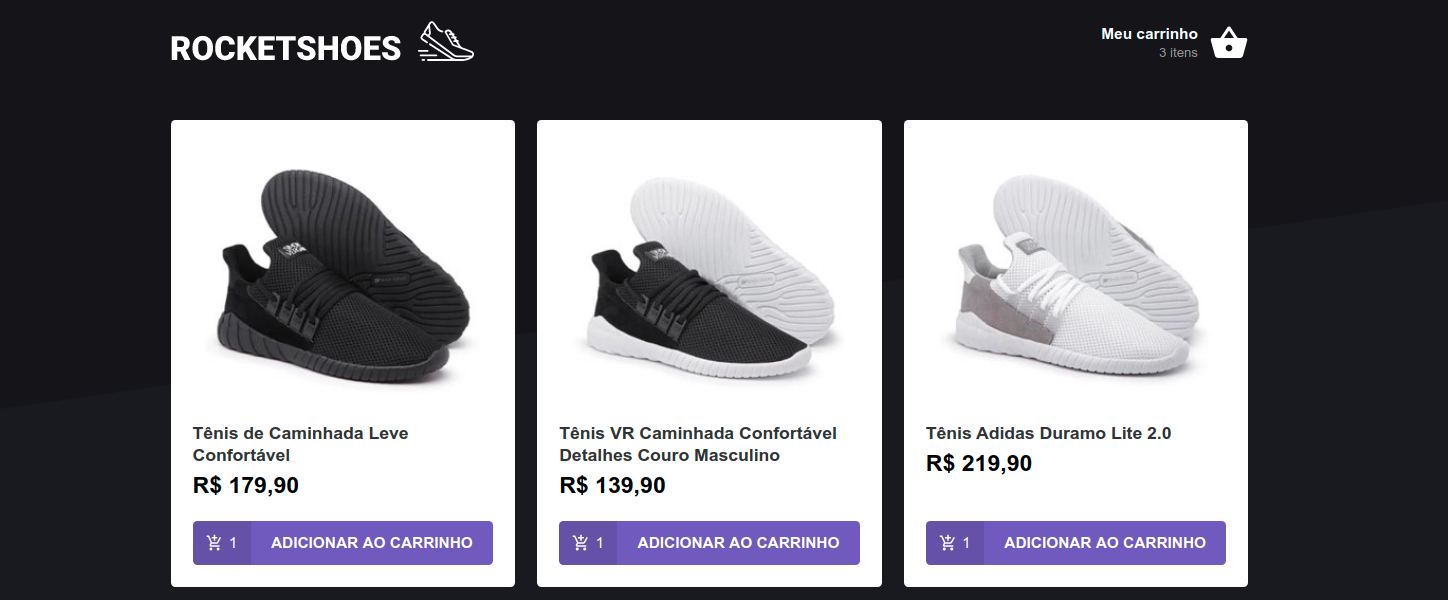 ROCKETSHOES
Meu carrinho
3 itens
Tênis de Caminhada Leve
Confortável
R$ 179,90
1 ADICIONAR AO CARRINHO
Tênis VR Caminhada Confortável
Detalhes Couro Masculino
R$ 139,90
1 ADICIONAR AO CARRINHO
Tênis Adidas Duramo Lite 2.0
R$ 219,90
1 ADICIONAR AO CARRINHO